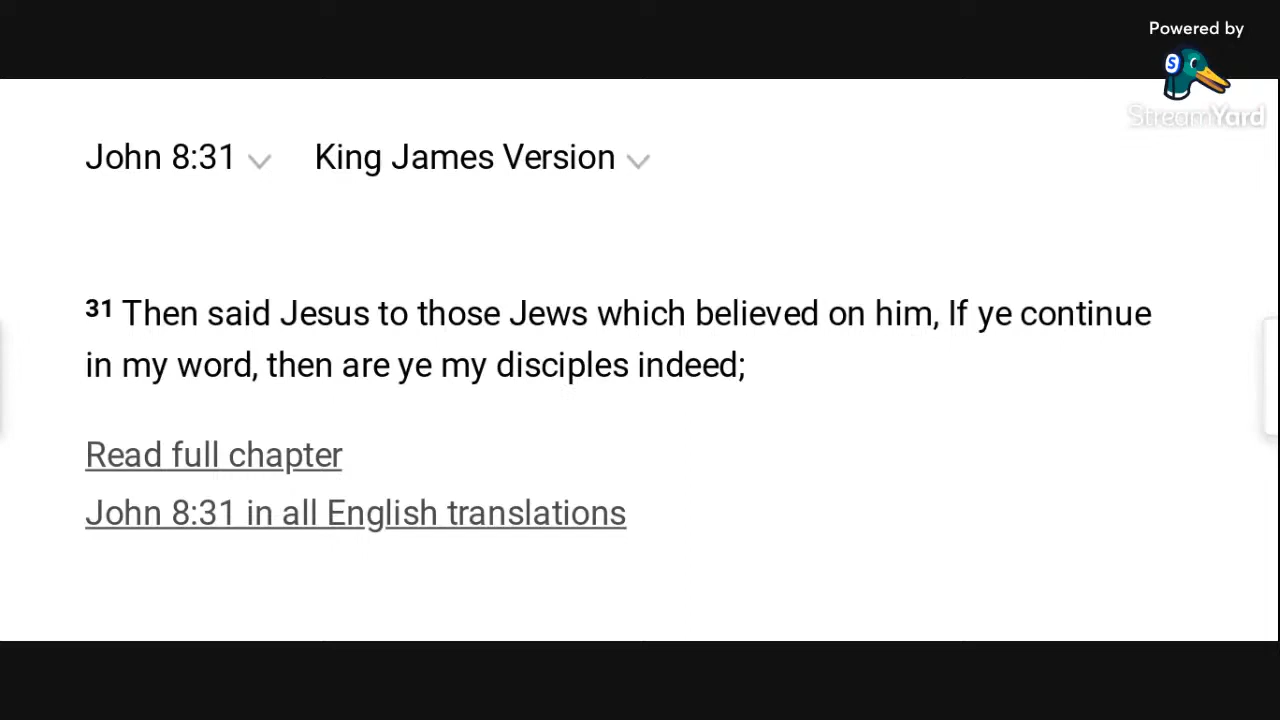 Powered by
S
StreamYard
John 8:31 King James Version
31 Then said Jesus to those Jews which believed on him, If ye continue
in my word, then are ye my disciples indeed;
Read full chapter
John 8:31 in all English translations